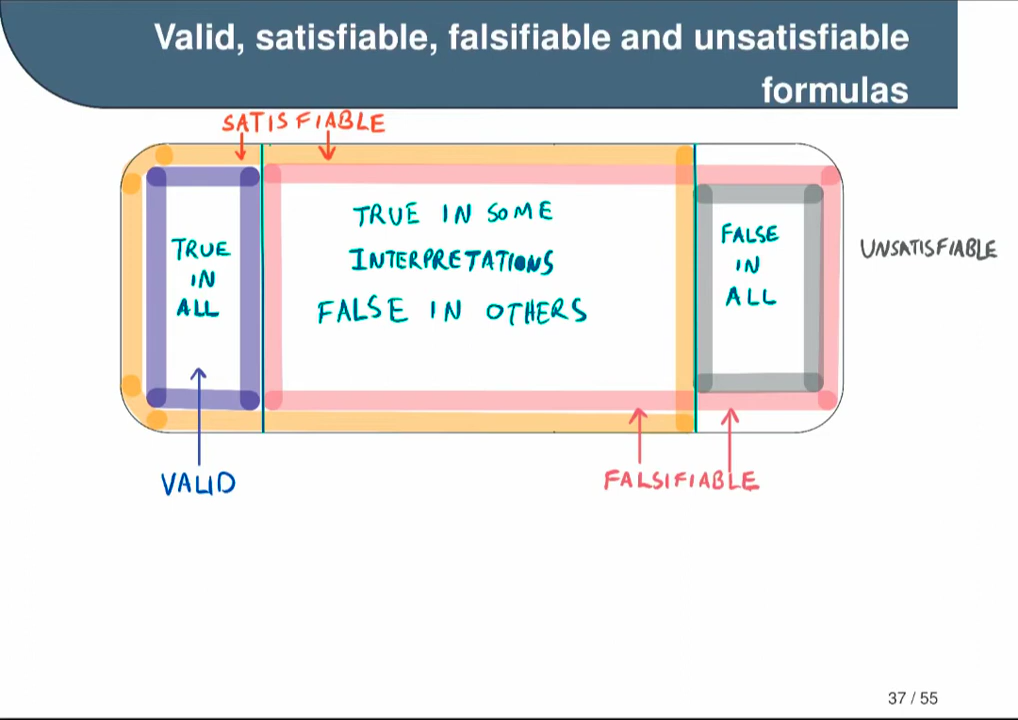 Valid, satisfiable, falsifiable and unsatisfiable
formulas
SATISFIABLE
TRUE
IN
ALL
TRUE IN SOME
INTERPRETATIONS
FALSE IN OTHERS
FALSE
IN
ALL
UNSATISFIABLE
VALID
FALSIFIABLE
37 / 55